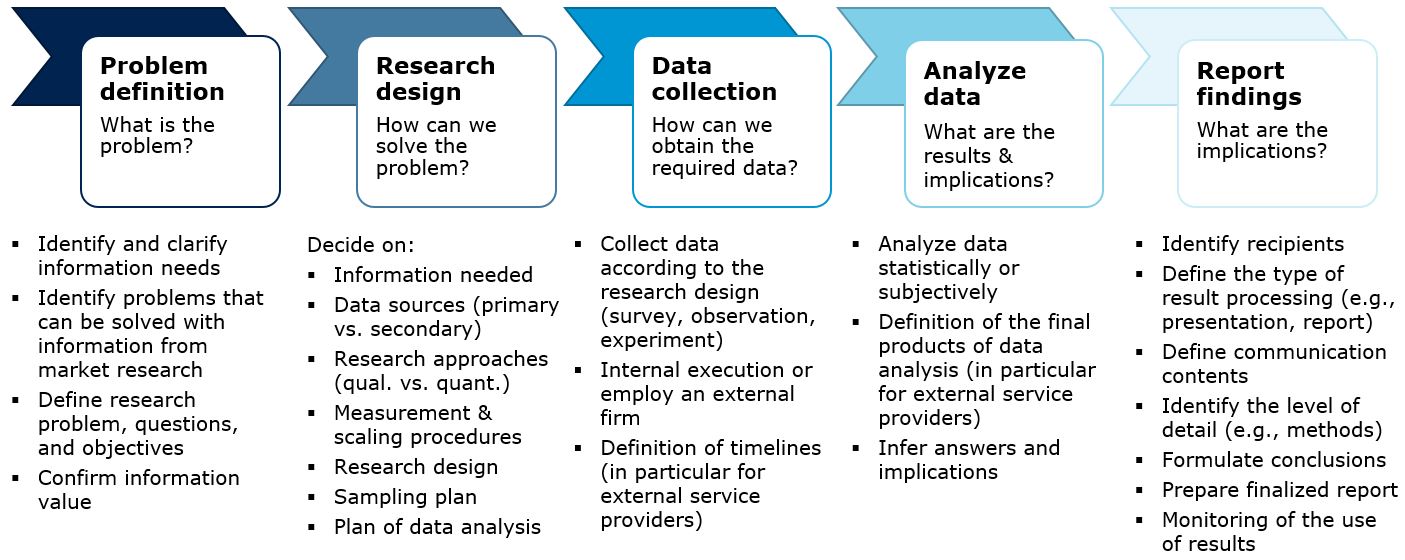 Problem
definition
What is the
problem?
▪ Identify and clarify
information needs
▪ Identify problems that
can be solved with
information from
market research
▪ Define research
problem, questions,
and objectives
▪ Confirm information
value
Research
design
How can we
solve the
problem?
Decide on:
▪ Information needed
▪ Data sources (primary
vs. secondary)
▪ Research approaches
(qual. vs. quant.)
▪ Measurement &
scaling procedures
▪ Research design
▪ Sampling plan
▪ Plan of data analysis
Data
collection
How can we
obtain the
required data?
▪ Collect data
according to the
research design
(survey, observation,
experiment)
▪ Internal execution or
employ an external
firm
▪ Definition of timelines
(in particular for
external service
providers)
Analyze
data
What are the
results &
implications?
▪ Analyze data
statistically or
subjectively
▪ Definition of the final
products of data
analysis (in particular
for external service
providers)
▪ Infer answers and
implications
Report
findings
What are the
implications?
▪ Identify recipients
▪ Define the type of
result processing (e.g.,
presentation, report)
▪ Define communication
contents
▪ Identify the level of
detail (e.g., methods)
▪ Formulate conclusions
▪ Prepare finalized report
▪ Monitoring of the use
of results